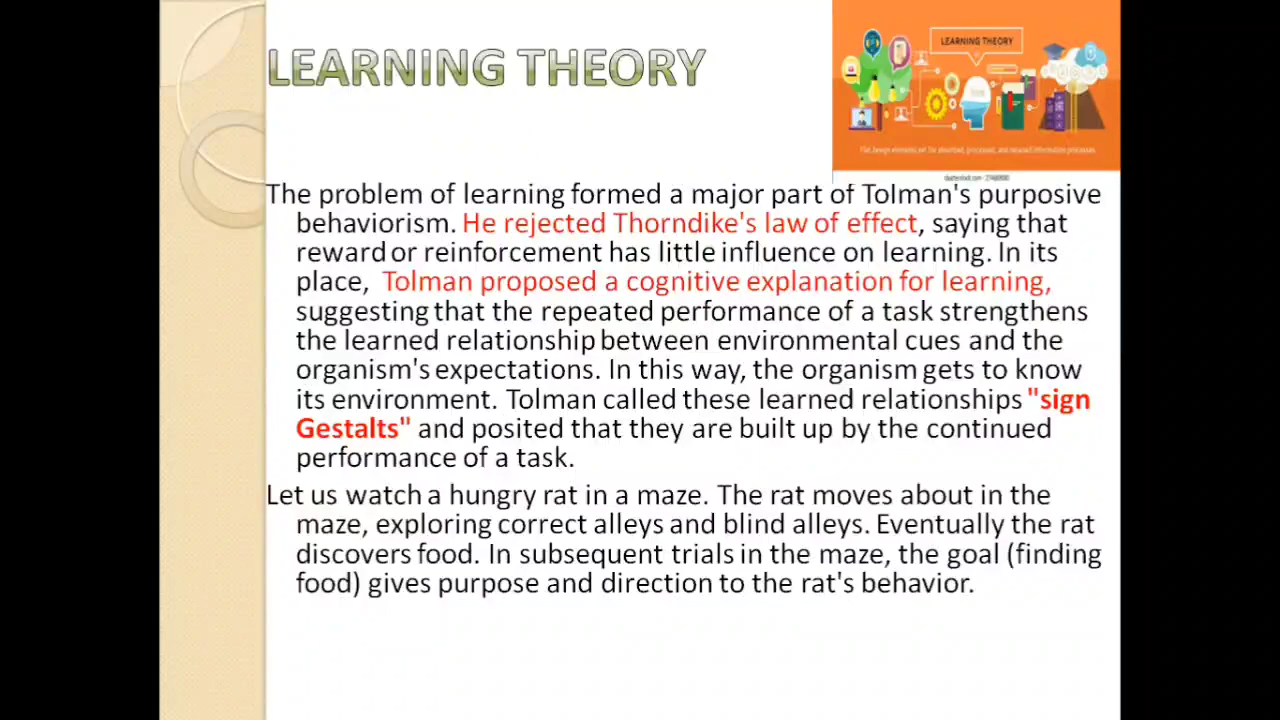 LEARNING THEORY
LEARNING THEORY
The problem of learning formed a major part of Tolman's purposive
behaviorism. He rejected Thorndike's law of effect, saying that
reward or reinforcement has little influence on learning. In its
place, Tolman proposed a cognitive explanation for learning,
suggesting that the repeated performance of a task strengthens
the learned relationship between environmental cues and the
organism's expectations. In this way, the organism gets to know
its environment. Tolman called these learned relationships "sign
Gestalts" and posited that they are built up by the continued
performance of a task.
Let us watch a hungry rat in a maze. The rat moves about in the
maze, exploring correct alleys and blind alleys. Eventually the rat
discovers food. In subsequent trials in the maze, the goal (finding
food) gives purpose and direction to the rat's behavior.